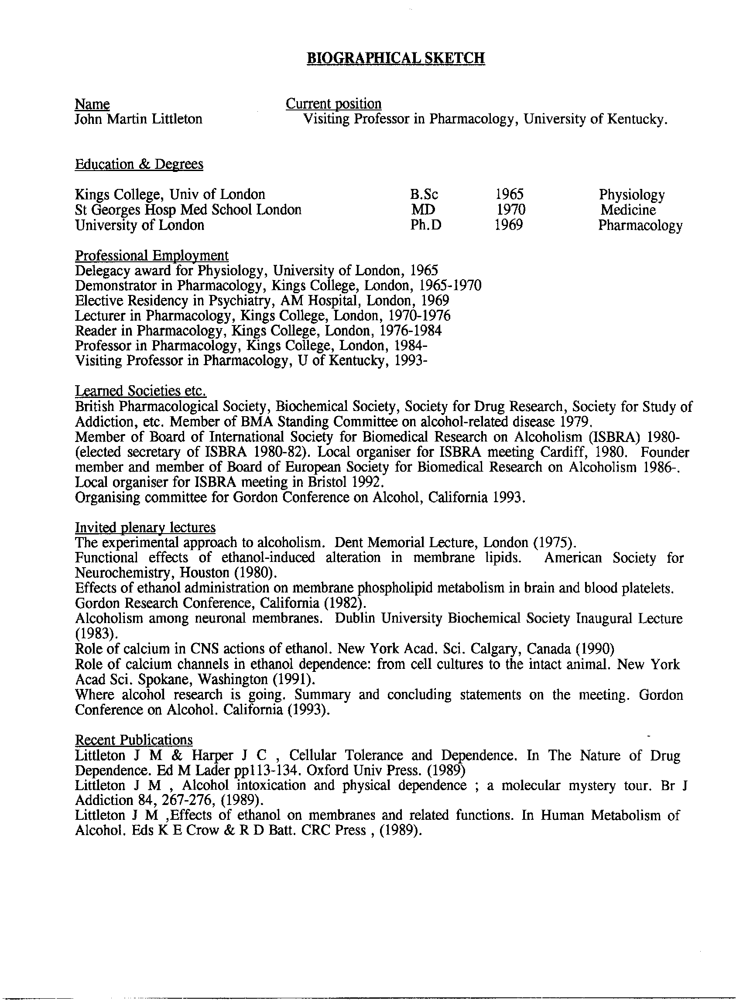 BIOGRAPHICAL SKETCH
Name Current position
John Martin Littleton Visiting Professor in Pharmacology, University of Kentucky.
Education & Degrees
Kings College, Univ of London B.Sc 1965 Physiology
St Georges Hosp Med School London MD 1970 Medicine
University of London Ph.D 1969 Pharmacology
Professional Employment
Delegacy award for Physiology, University of London, 1965
Demonstrator in Pharmacology, Kings College, London, 1965-1970
Elective Residency in Psychiatry, AM Hospital, London, 1969
Lecturer in Pharmacology, Kings College, London, 1970-1976
Reader in Pharmacology, Kings College, London, 1976-1984
Professor in Pharmacology, Kings College, London, 1984-
Visiting Professor in Pharmacology, U of Kentucky, 1993-
Learned Societies etc.
British Pharmacological Society, Biochemical Society, Society for Drug Research, Society for Study of
Addiction, etc. Member of BMA Standing Committee on alcohol-related disease 1979.
Member of Board of International Society for Biomedical Research on Alcoholism (ISBRA) 1980-
(elected secretary of ISBRA 1980-82). Local organiser for ISBRA meeting Cardiff, 1980. Founder
member and member of Board of European Society for Biomedical Research on Alcoholism 1986-.
Local organiser for ISBRA meeting in Bristol 1992.
Organising committee for Gordon Conference on Alcohol, California 1993.
Invited plenary lectures
The experimental approach to alcoholism. Dent Memorial Lecture, London (1975).
Functional effects of ethanol-induced alteration in membrane lipids. American Society for
Neurochemistry, Houston (1980).
Effects of ethanol administration on membrane phospholipid metabolism in brain and blood platelets.
Gordon Research Conference, California (1982).
Alcoholism among neuronal membranes. Dublin University Biochemical Society Inaugural Lecture
(1983).
Role of calcium in CNS actions of ethanol. New York Acad. Sci. Calgary, Canada (1990)
Role of calcium channels in ethanol dependence: from cell cultures to the intact animal. New York
Acad Sci. Spokane, Washington (1991).
Where alcohol research is going. Summary and concluding statements on the meeting. Gordon
Conference on Alcohol. California (1993).
Recent Publications
Littleton J M & Harper J C , Cellular Tolerance and Dependence. In The Nature of Drug
Dependence. Ed M Lader pp113-134. Oxford Univ Press. (1989)
Littleton J M , Alcohol intoxication and physical dependence ; a molecular mystery tour. Br J
Addiction 84, 267-276, (1989).
Littleton J M ,Effects of ethanol on membranes and related functions. In Human Metabolism of
Alcohol. Eds K E Crow & R D Batt. CRC Press , (1989).